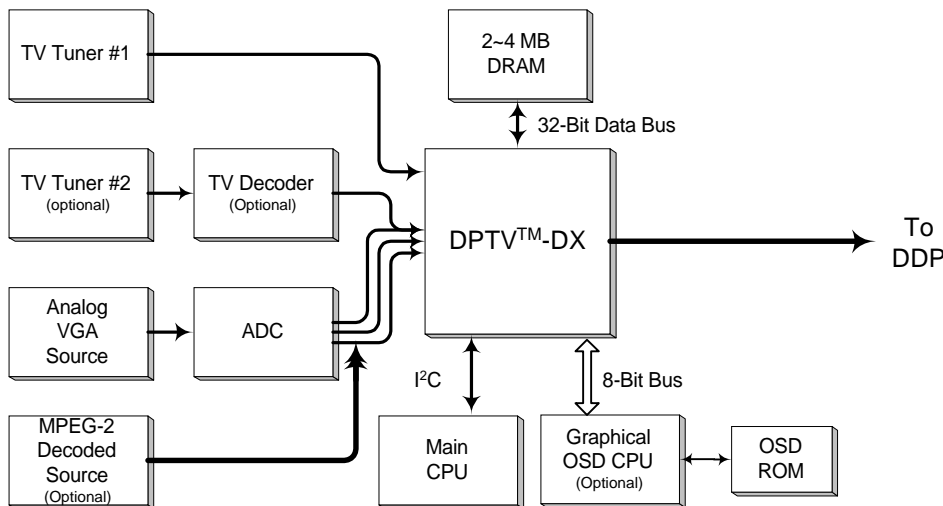 TV Tuner #1
2~4 MB
DRAM
32-Bit Data Bus
TV Tuner #2
(optional)
TV Decoder
(Optional)
DPTV™-DX
To
DDP
Analog
VGA
Source
ADC
I²C
8-Bit Bus
MPEG-2
Decoded
Source
(Optional)
Main
CPU
Graphical
OSD CPU
(Optional)
OSD
ROM